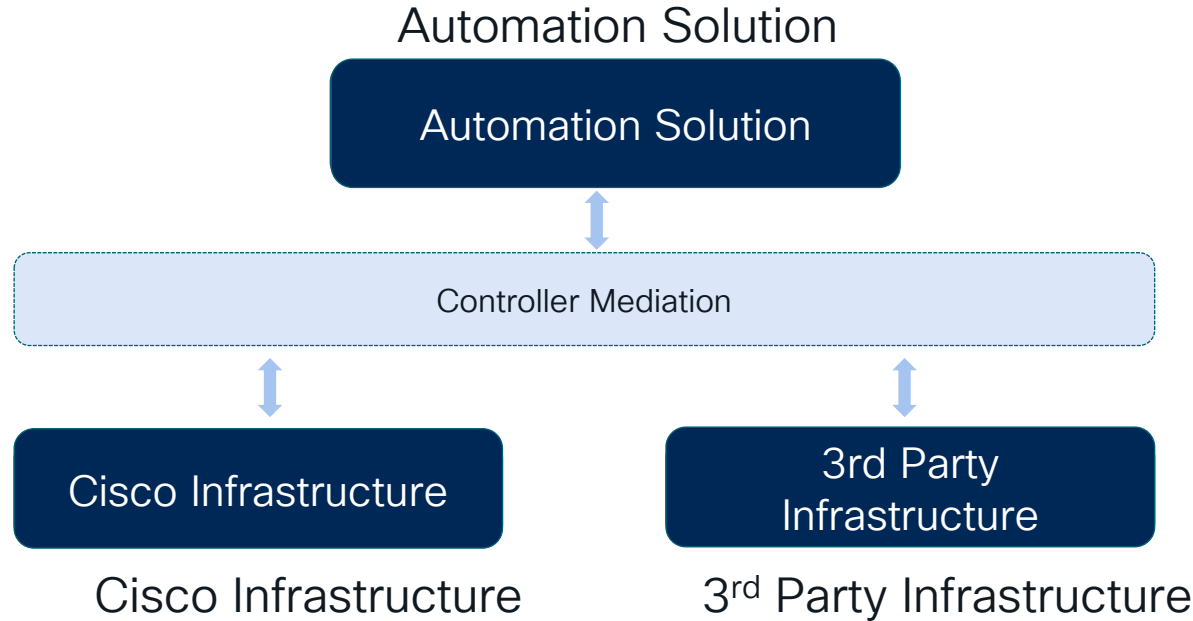 Automation Solution
Automation Solution
Controller Mediation
Cisco Infrastructure
3rd Party
Infrastructure
Cisco Infrastructure
3rd Party Infrastructure